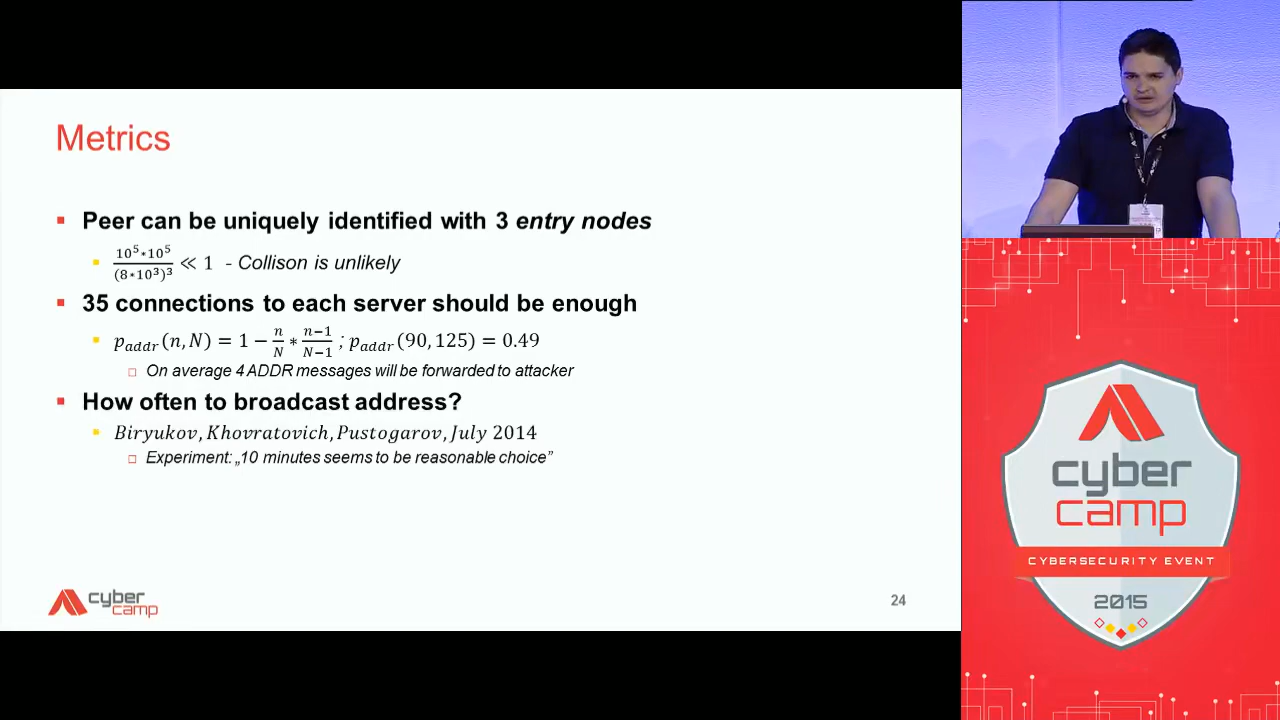 Metrics
Peer can be uniquely identified with 3 entry nodes
10⁵*10⁵/(8*10³)³ ≪ 1 - Collison is unlikely
35 connections to each server should be enough
p_addr(n, N) = 1 − n/N * n−1/N−1 ; p_addr(90, 125) = 0.49
On average 4 ADDR messages will be forwarded to attacker
How often to broadcast address?
Biryukov, Khovratovich, Pustogarov, July 2014
Experiment: „10 minutes seems to be reasonable choice”
cyber
camp
24
cyber
camp
CYBERSECURITY EVENT
2015